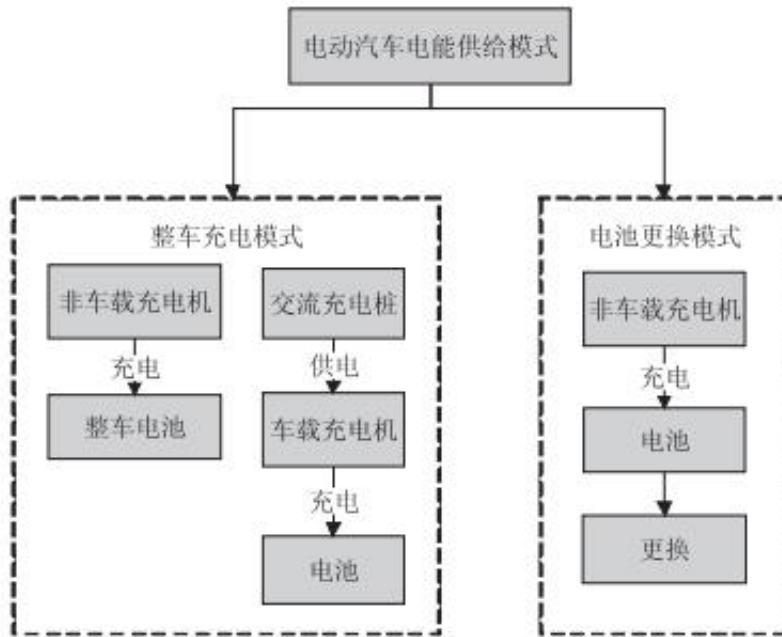 电动汽车电能供给模式
整车充电模式
非车载充电机
充电
整车电池
交流充电桩
供电
车载充电机
充电
电池
电池更换模式
非车载充电机
充电
电池
更换